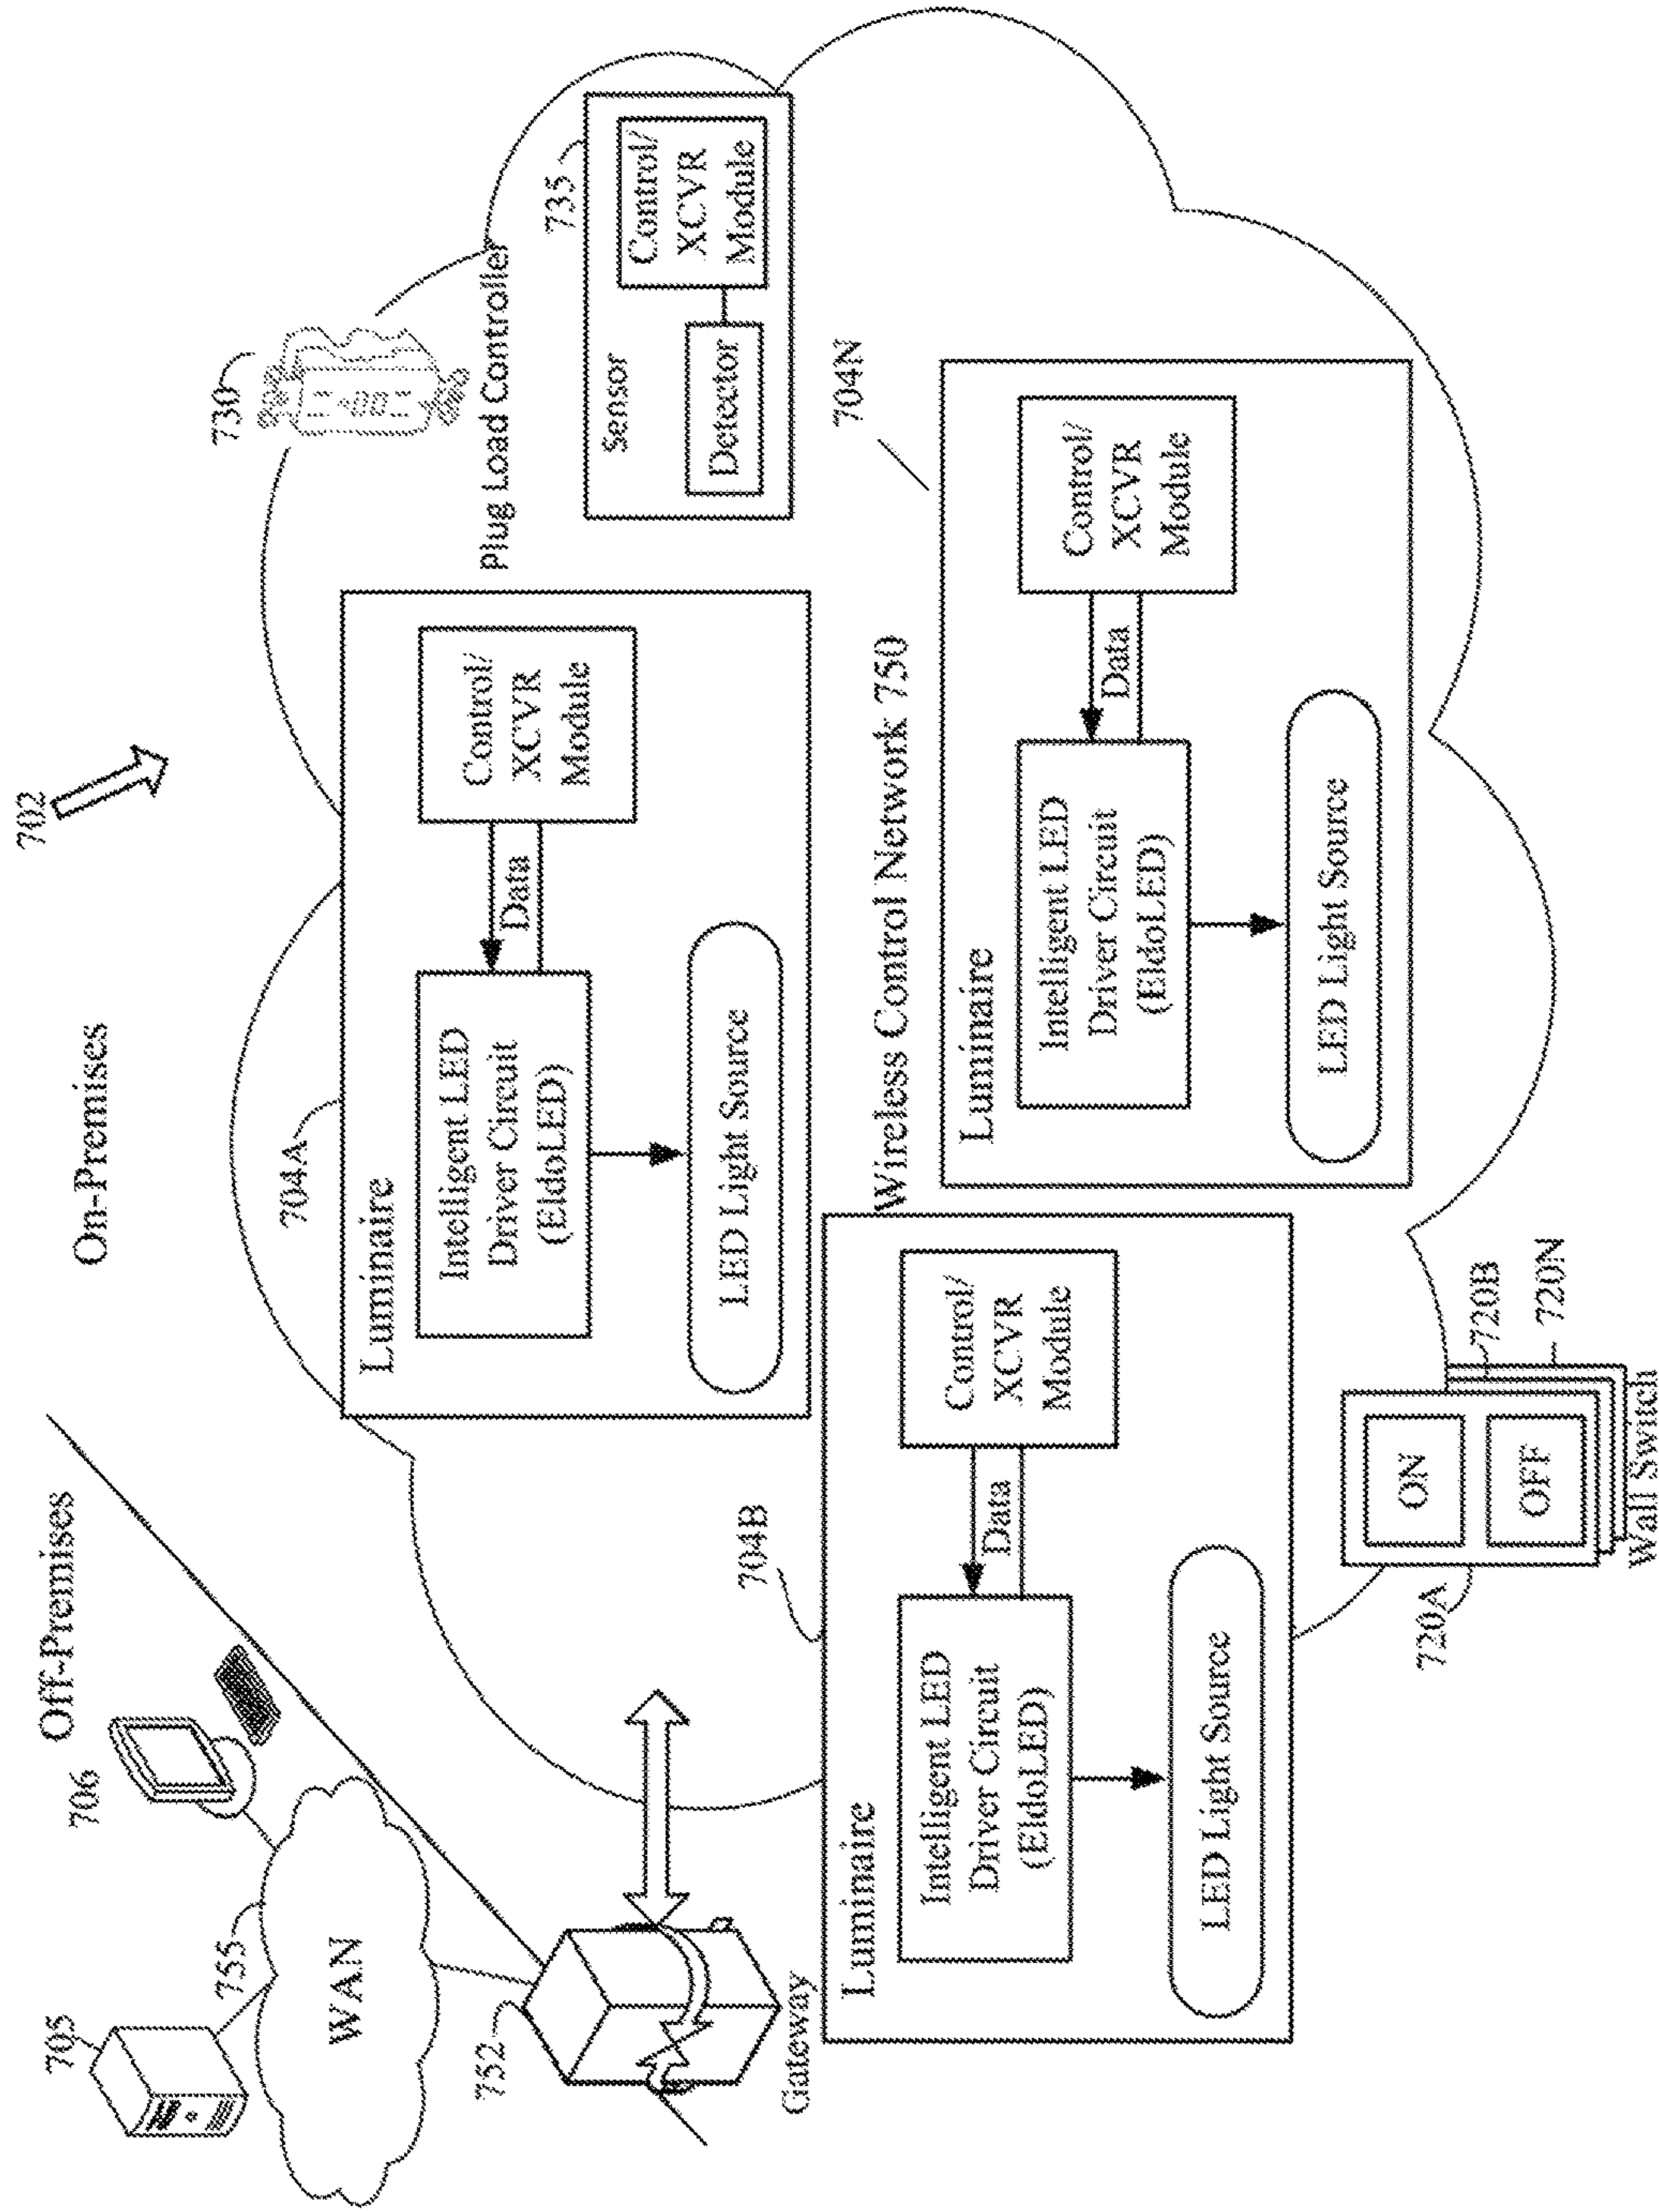 Off-Premises
On-Premises
702
705
706
755
WAN
752
Gateway
704A
Luminaire
Intelligent LED
Driver Circuit
(EldoLED)
Data
Control/
XCVR
Module
LED Light Source
730
Plug Load Controller
735
Sensor
Detector
Control/
XCVR
Module
Wireless Control Network 750
704B
Luminaire
Intelligent LED
Driver Circuit
(EldoLED)
Data
Control/
XCVR
Module
LED Light Source
704N
Luminaire
Intelligent LED
Driver Circuit
(EldoLED)
Data
Control/
XCVR
Module
LED Light Source
720A
ON
OFF
720B
720N
Wall Switch